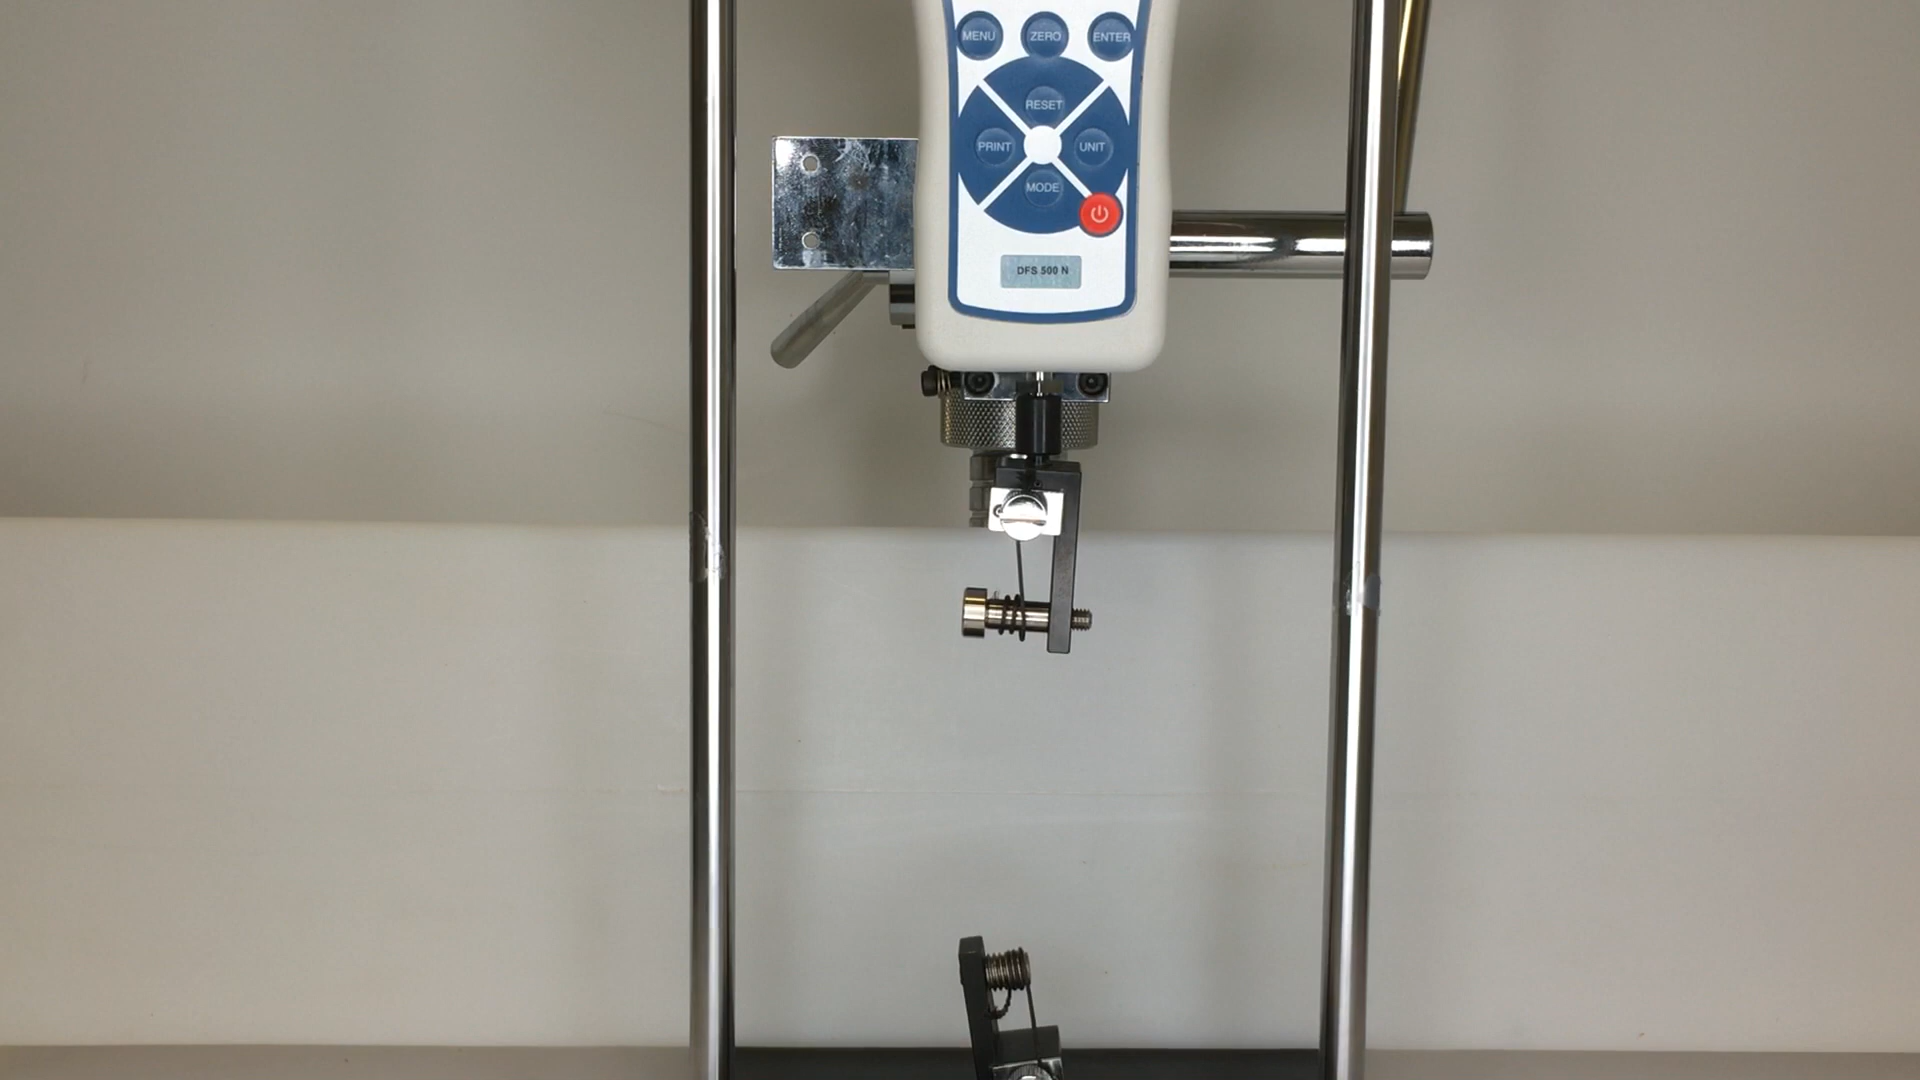 MENU ZERO ENTER
RESET
PRINT UNIT
MODE
DFS 500 N